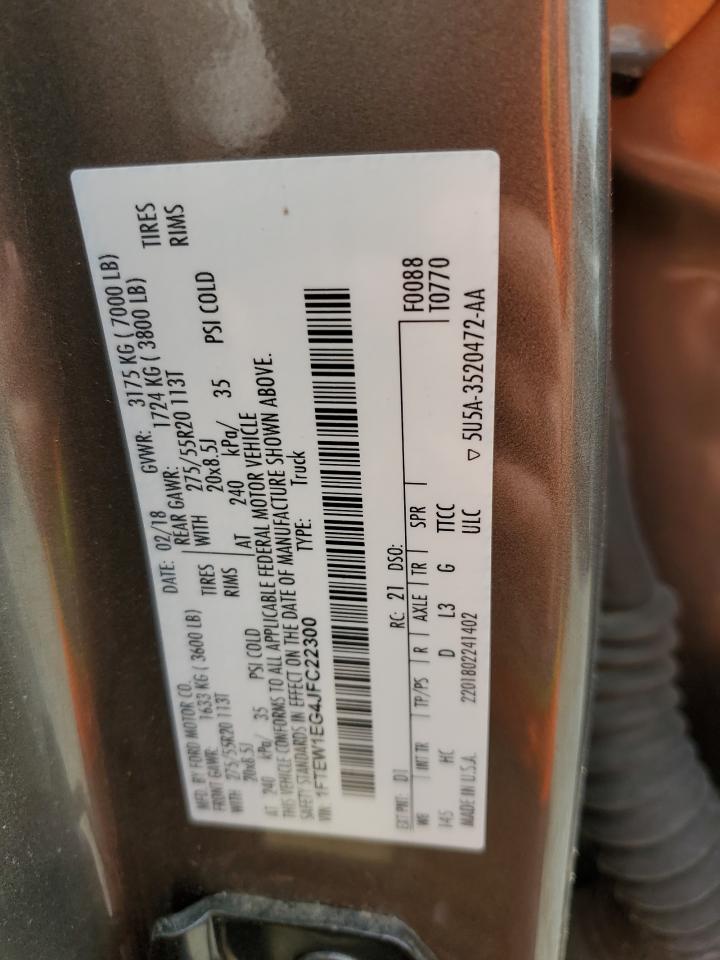 MFD. BY FORD MOTOR CO. DATE: 02/18 GVWR: 3175 KG ( 7000 LB)
FRONT GAWR: 1633 KG ( 3600 LB) REAR GAWR: 1724 KG ( 3800 LB)
WITH 275/55R20 113T TIRES WITH 275/55R20 113T TIRES
20x8.5J RIMS 20x8.5J RIMS
AT 240 kPa/ 35 PSI COLD AT 240 kPa/ 35 PSI COLD
THIS VEHICLE CONFORMS TO ALL APPLICABLE FEDERAL MOTOR VEHICLE
SAFETY STANDARDS IN EFFECT ON THE DATE OF MANUFACTURE SHOWN ABOVE.
VIN: 1FTEW1EG4JFC22300 TYPE: Truck
EXT PNT: D1 RC: 21 DSO: F0088
WB INT TR TP/PS R AXLE TR SPR T0770
145 HC D L3 G TTCC
MADE IN U.S.A. 2201802241402 ULC ▽ 5U5A-3520472-AA